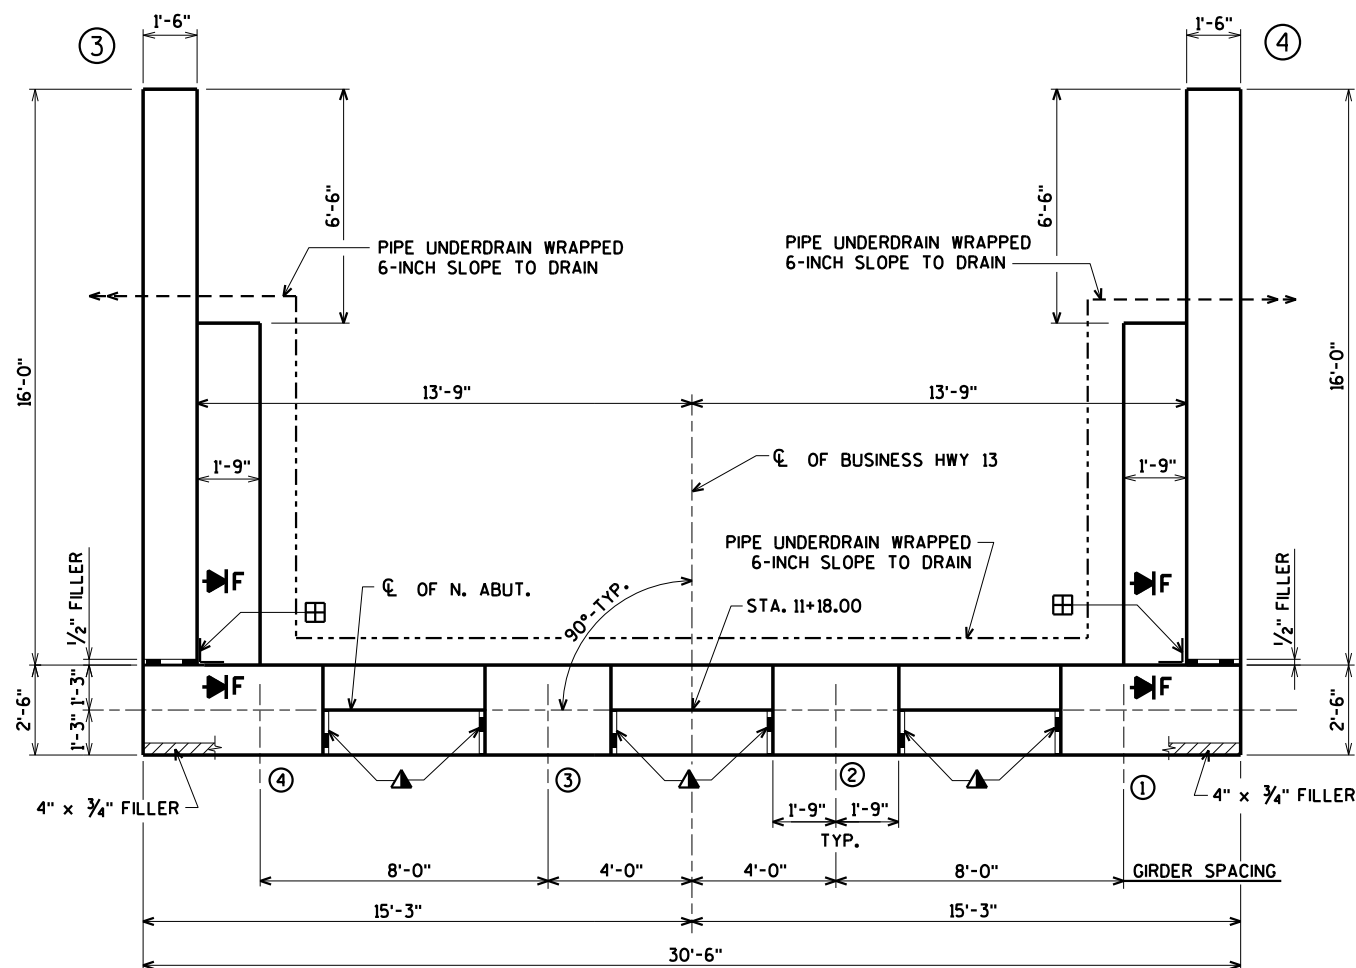 1'-6"
1'-6"
3
4
6'-6"
6'-6"
PIPE UNDERDRAIN WRAPPED
6-INCH SLOPE TO DRAIN
PIPE UNDERDRAIN WRAPPED
6-INCH SLOPE TO DRAIN
16'-0"
16'-0"
13'-9"
13'-9"
℄ OF BUSINESS HWY 13
1'-9"
1'-9"
PIPE UNDERDRAIN WRAPPED
6-INCH SLOPE TO DRAIN
1/2" FILLER
F
℄ OF N. ABUT.
90°-TYP.
STA. 11+18.00
F
1/2" FILLER
2'-6"
1'-3"
1'-3"
F
F
2'-6"
4" x 3/4" FILLER
4
3
2
1
4" x 3/4" FILLER
1'-9"
1'-9"
TYP.
8'-0"
4'-0"
4'-0"
8'-0"
GIRDER SPACING
15'-3"
15'-3"
30'-6"